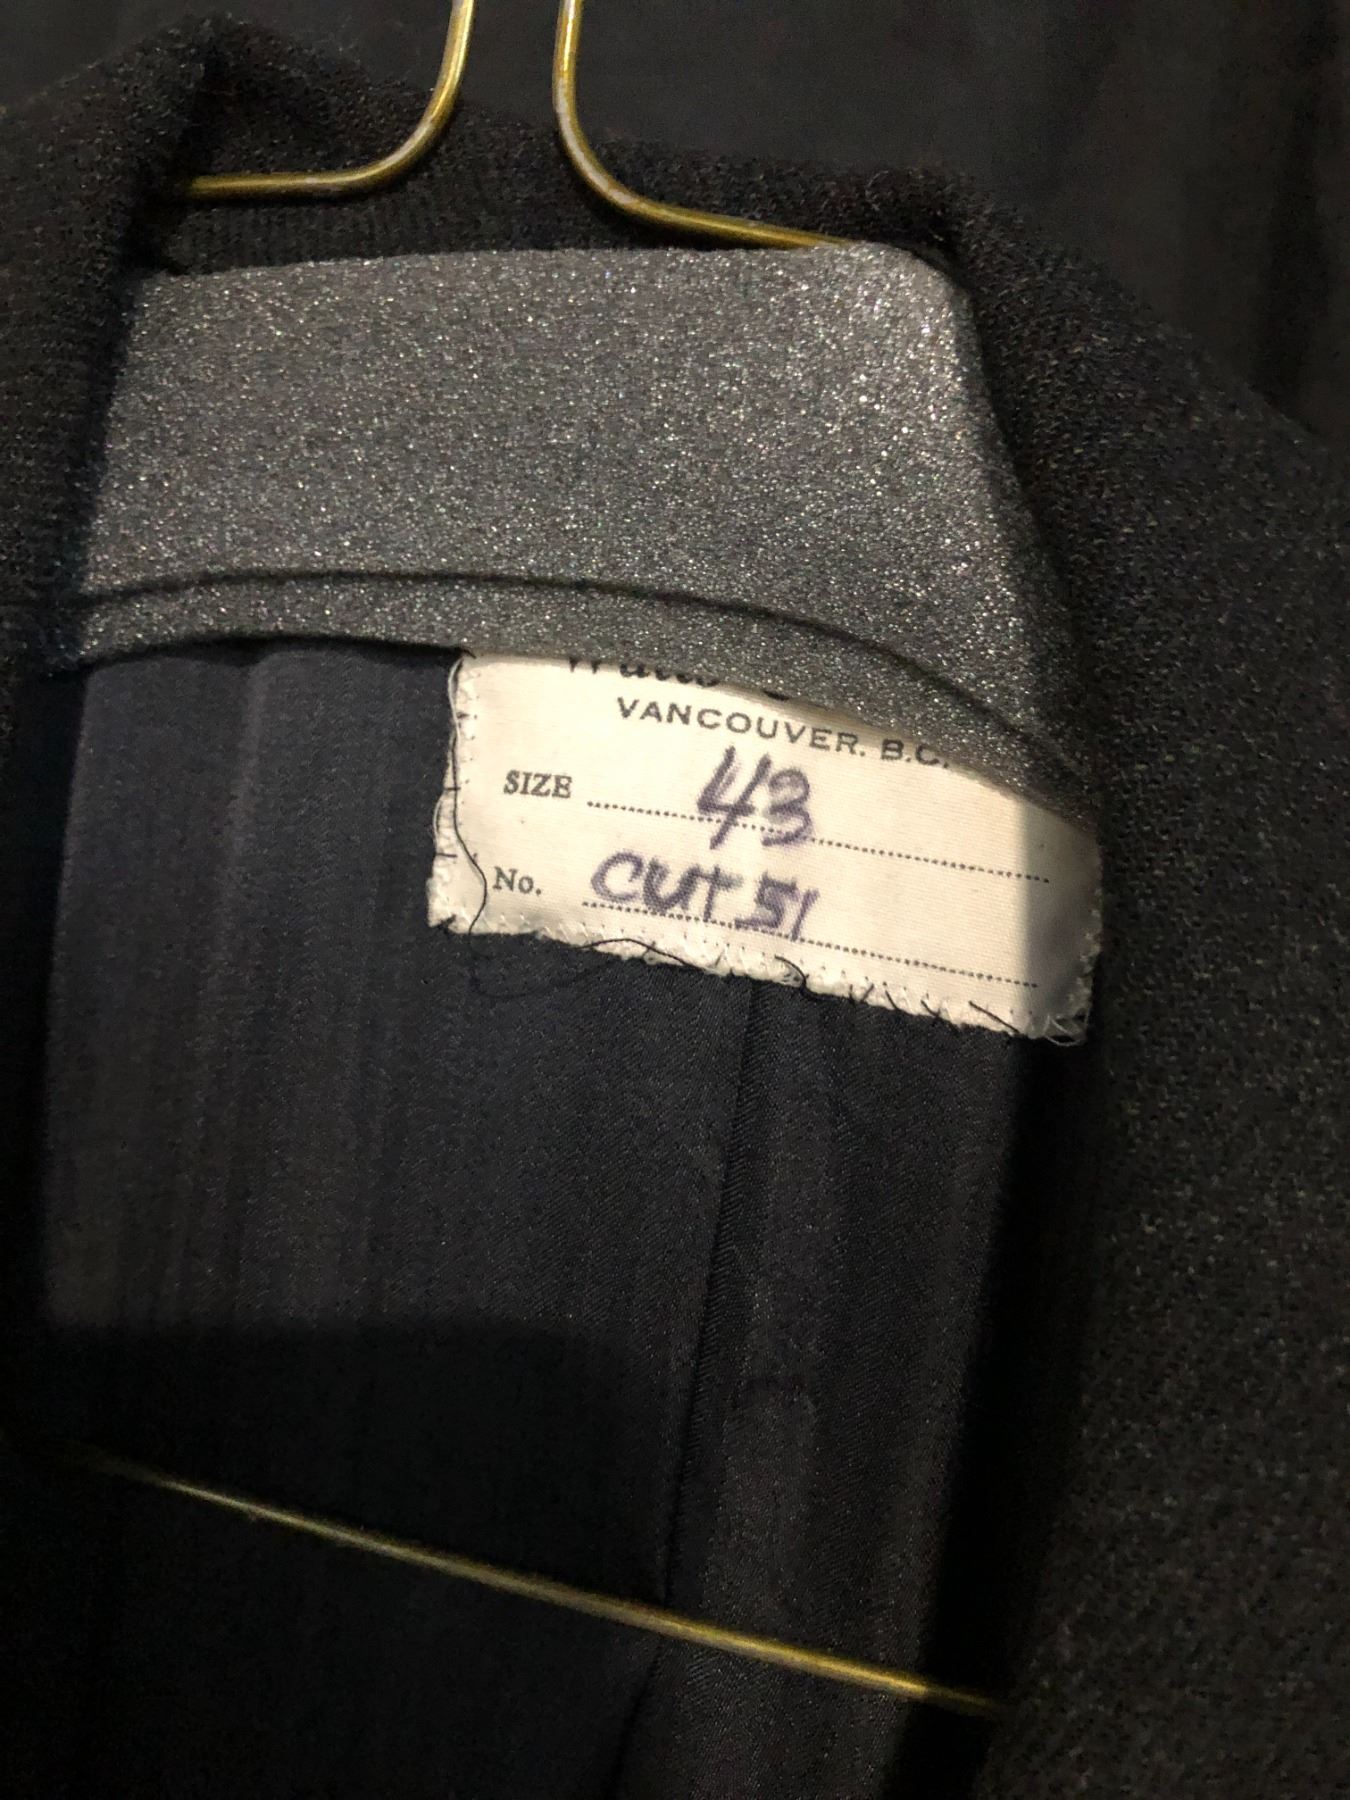 VANCOUVER. B.C.
SIZE 43
No. CUT 51